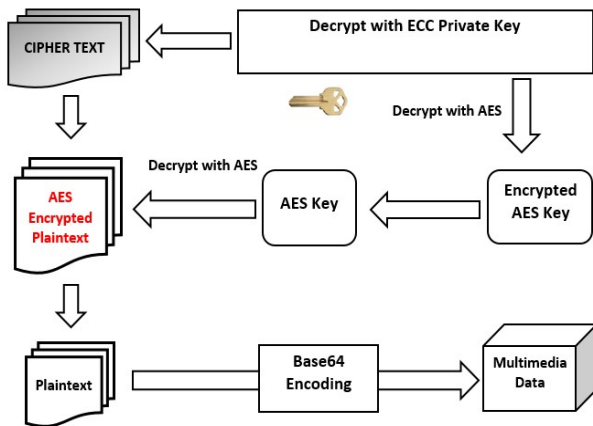 Decrypt with ECC Private Key
CIPHER TEXT
Decrypt with AES
Decrypt with AES
AES
Encrypted
Plaintext
AES Key
Encrypted
AES Key
Plaintext
Base64
Encoding
Multimedia
Data